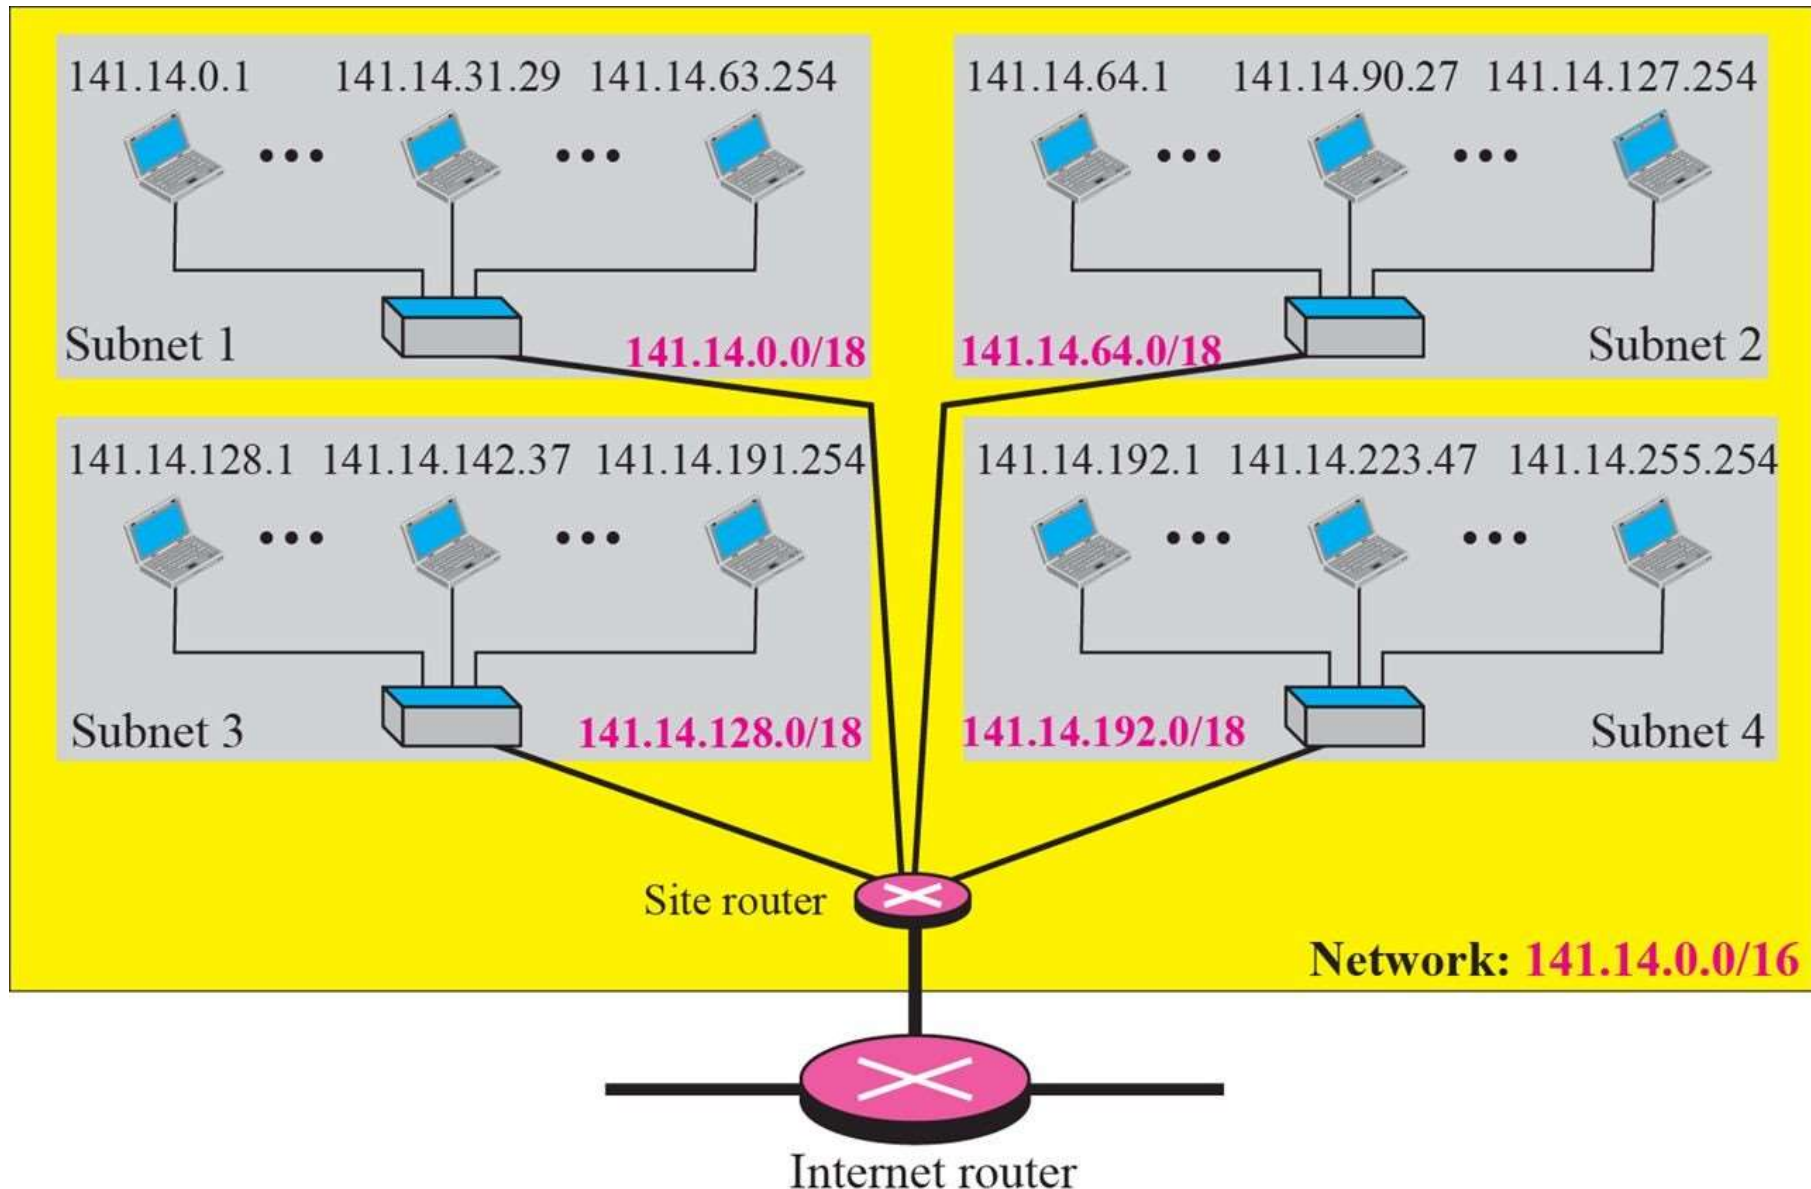 141.14.0.1 141.14.31.29 141.14.63.254
Subnet 1 141.14.0.0/18
141.14.64.1 141.14.90.27 141.14.127.254
141.14.64.0/18 Subnet 2
141.14.128.1 141.14.142.37 141.14.191.254
Subnet 3 141.14.128.0/18
141.14.192.1 141.14.223.47 141.14.255.254
141.14.192.0/18 Subnet 4
Site router
Network: 141.14.0.0/16
Internet router